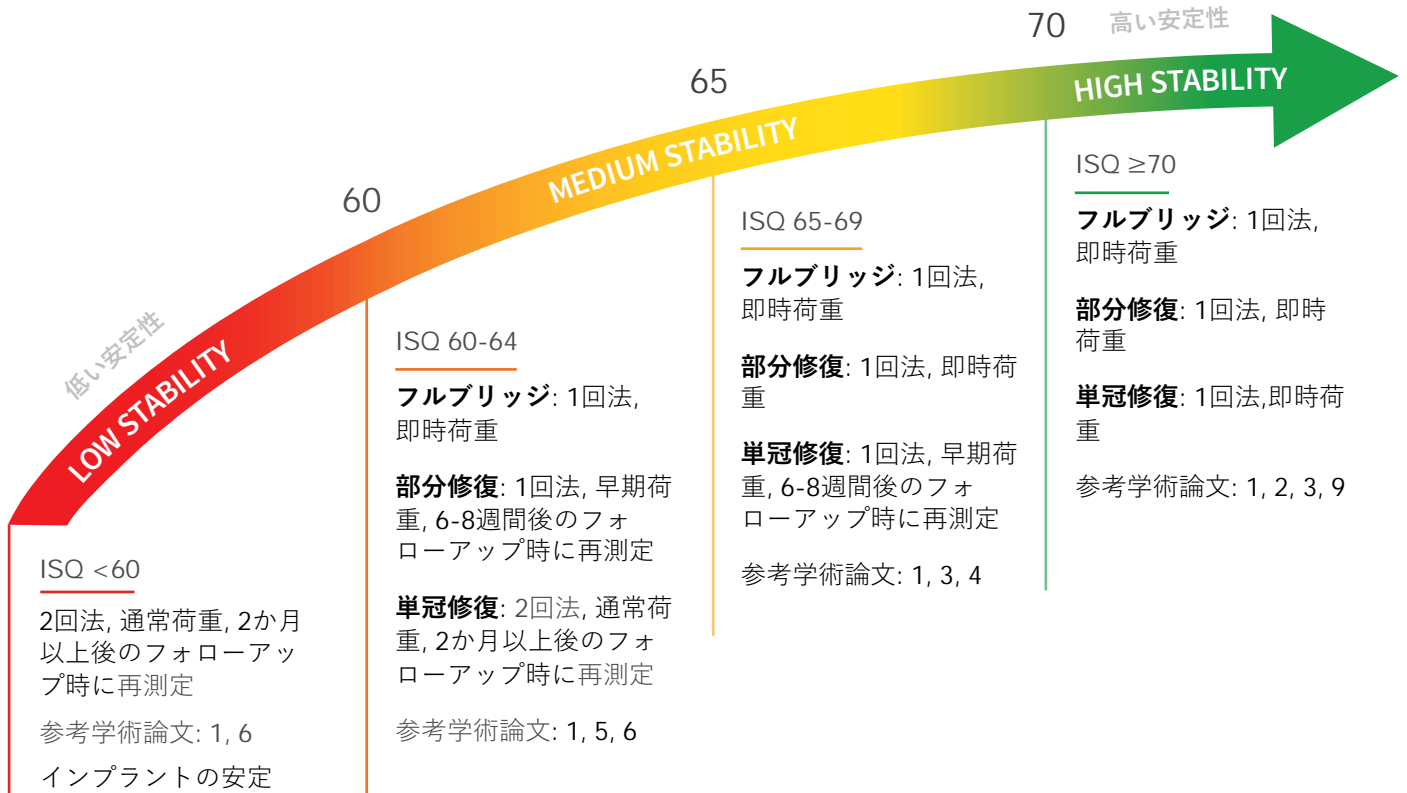 高い安定性
70
HIGH STABILITY
65
MEDIUM STABILITY
60
低い安定性
LOW STABILITY
ISQ <60
2回法, 通常荷重, 2か月
以上後のフォローアッ
プ時に再測定
参考学術論文: 1, 6
インプラントの安定
ISQ 60-64
フルブリッジ: 1回法,
即時荷重
部分修復: 1回法, 早期荷
重, 6-8週間後のフォ
ローアップ時に再測定
単冠修復: 2回法, 通常荷
重, 2か月以上後のフォ
ローアップ時に再測定
参考学術論文: 1, 5, 6
ISQ 65-69
フルブリッジ: 1回法,
即時荷重
部分修復: 1回法, 即時荷
重
単冠修復: 1回法, 早期荷
重, 6-8週間後のフォ
ローアップ時に再測定
参考学術論文: 1, 3, 4
ISQ ≥70
フルブリッジ: 1回法,
即時荷重
部分修復: 1回法, 即時
荷重
単冠修復: 1回法,即時荷
重
参考学術論文: 1, 2, 3, 9